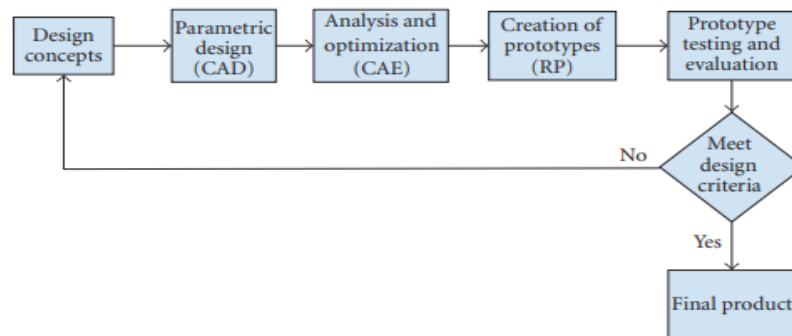 Design
concepts
Parametric
design
(CAD)
Analysis and
optimization
(CAE)
Creation of
prototypes
(RP)
Prototype
testing and
evaluation
Meet
design
criteria
No
Yes
Final product